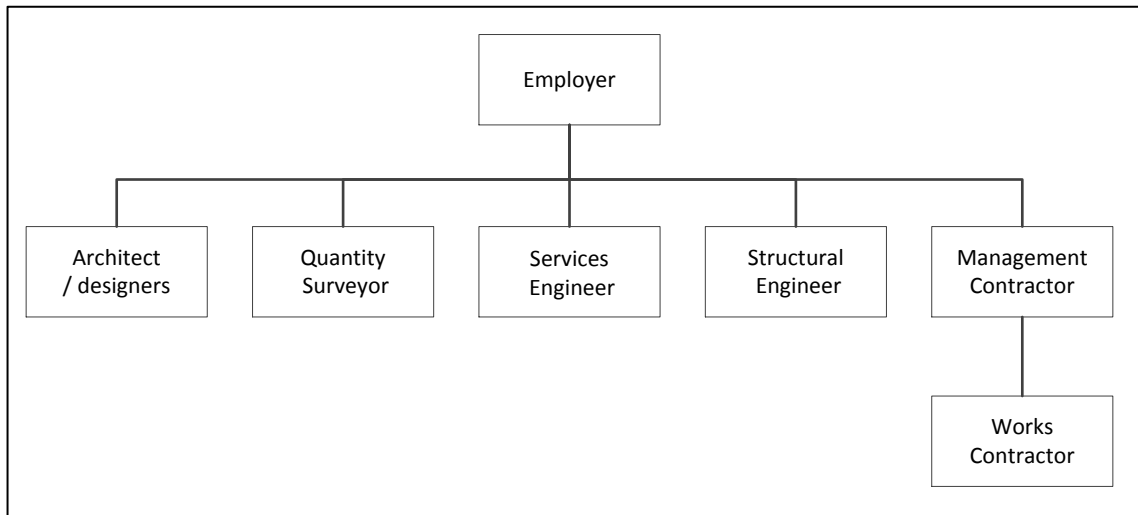 Employer
Architect
/ designers
Quantity
Surveyor
Services
Engineer
Structural
Engineer
Management
Contractor
Works
Contractor